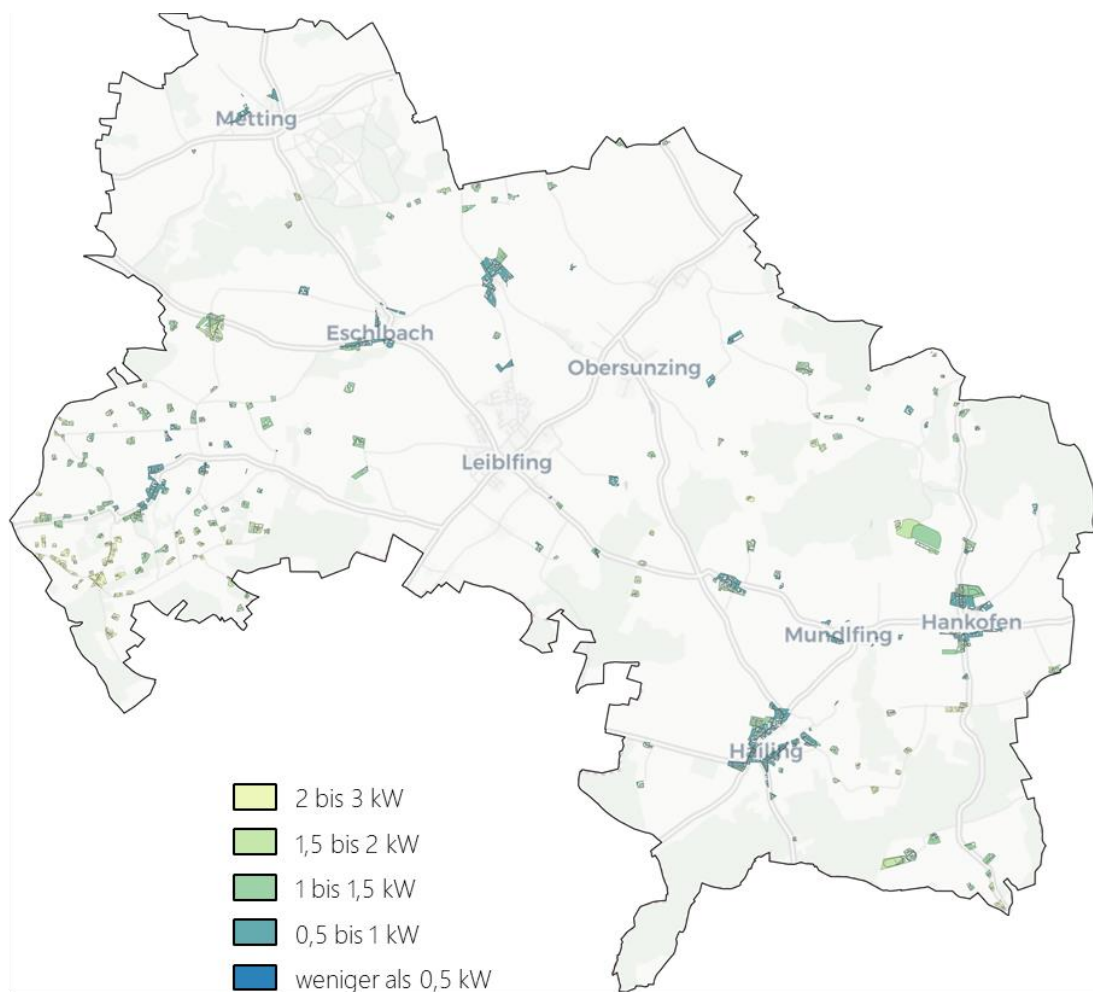 Metting
Eschlbach
Obersunzing
Leiblfing
Mundlfing
Hankofen
Hailing
2 bis 3 kW
1,5 bis 2 kW
1 bis 1,5 kW
0,5 bis 1 kW
weniger als 0,5 kW